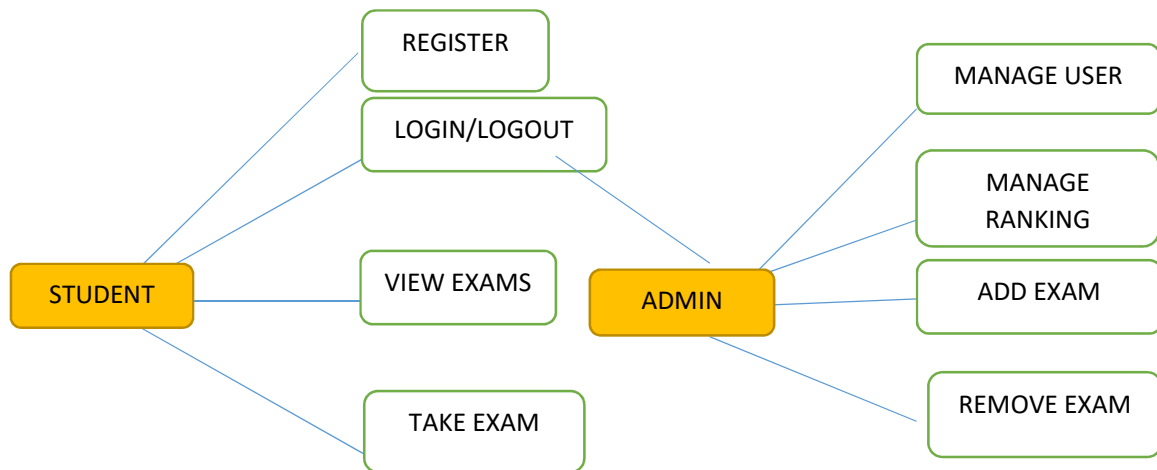 REGISTER
LOGIN/LOGOUT
STUDENT
VIEW EXAMS
TAKE EXAM
MANAGE USER
MANAGE
RANKING
ADMIN
ADD EXAM
REMOVE EXAM